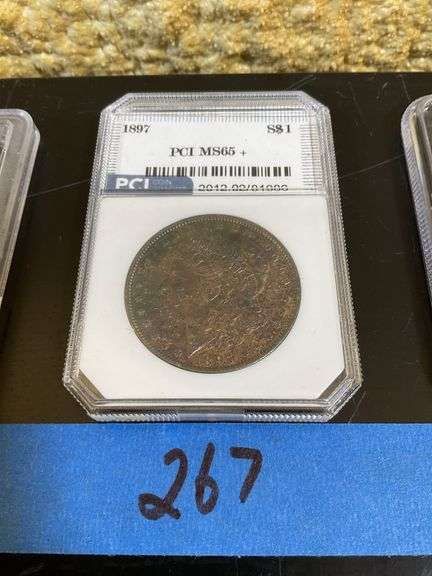 1897 S$1
PCI MS65 +
PCI
267